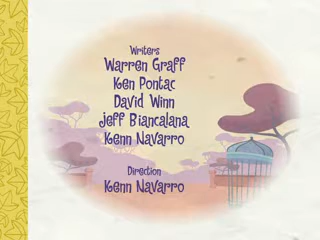 Writers
Warren Graff
Ken Pontac
David Winn
Jeff Biancalana
Kenn Navarro
Direction
Kenn Navarro